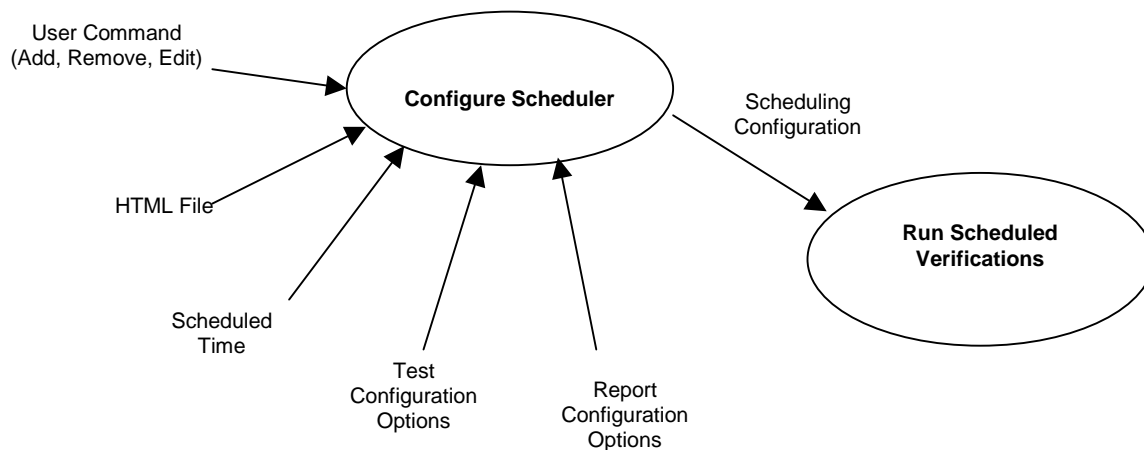 User Command
(Add, Remove, Edit)
Configure Scheduler
Scheduling
Configuration
HTML File
Run Scheduled
Verifications
Scheduled
Time
Test
Configuration
Options
Report
Configuration
Options